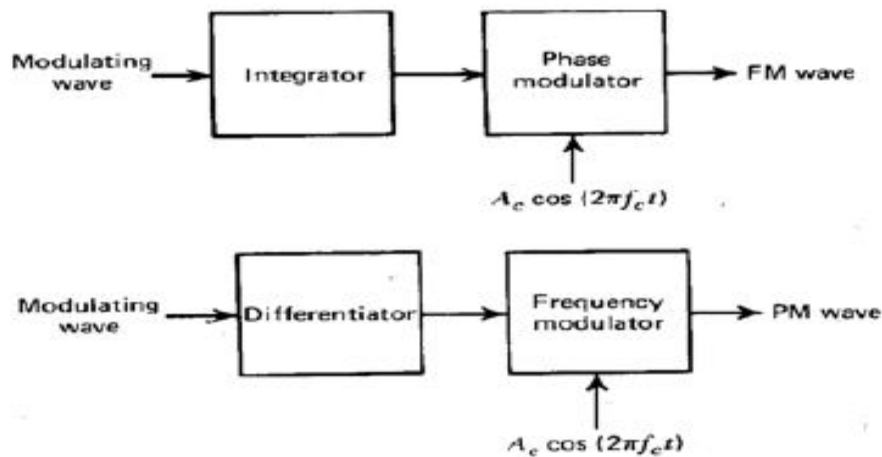 Modulating
wave
Integrator
Phase
modulator
FM wave
A_c cos (2πf_c t)
Modulating
wave
Differentiator
Frequency
modulator
PM wave
A_c cos (2πf_c t)